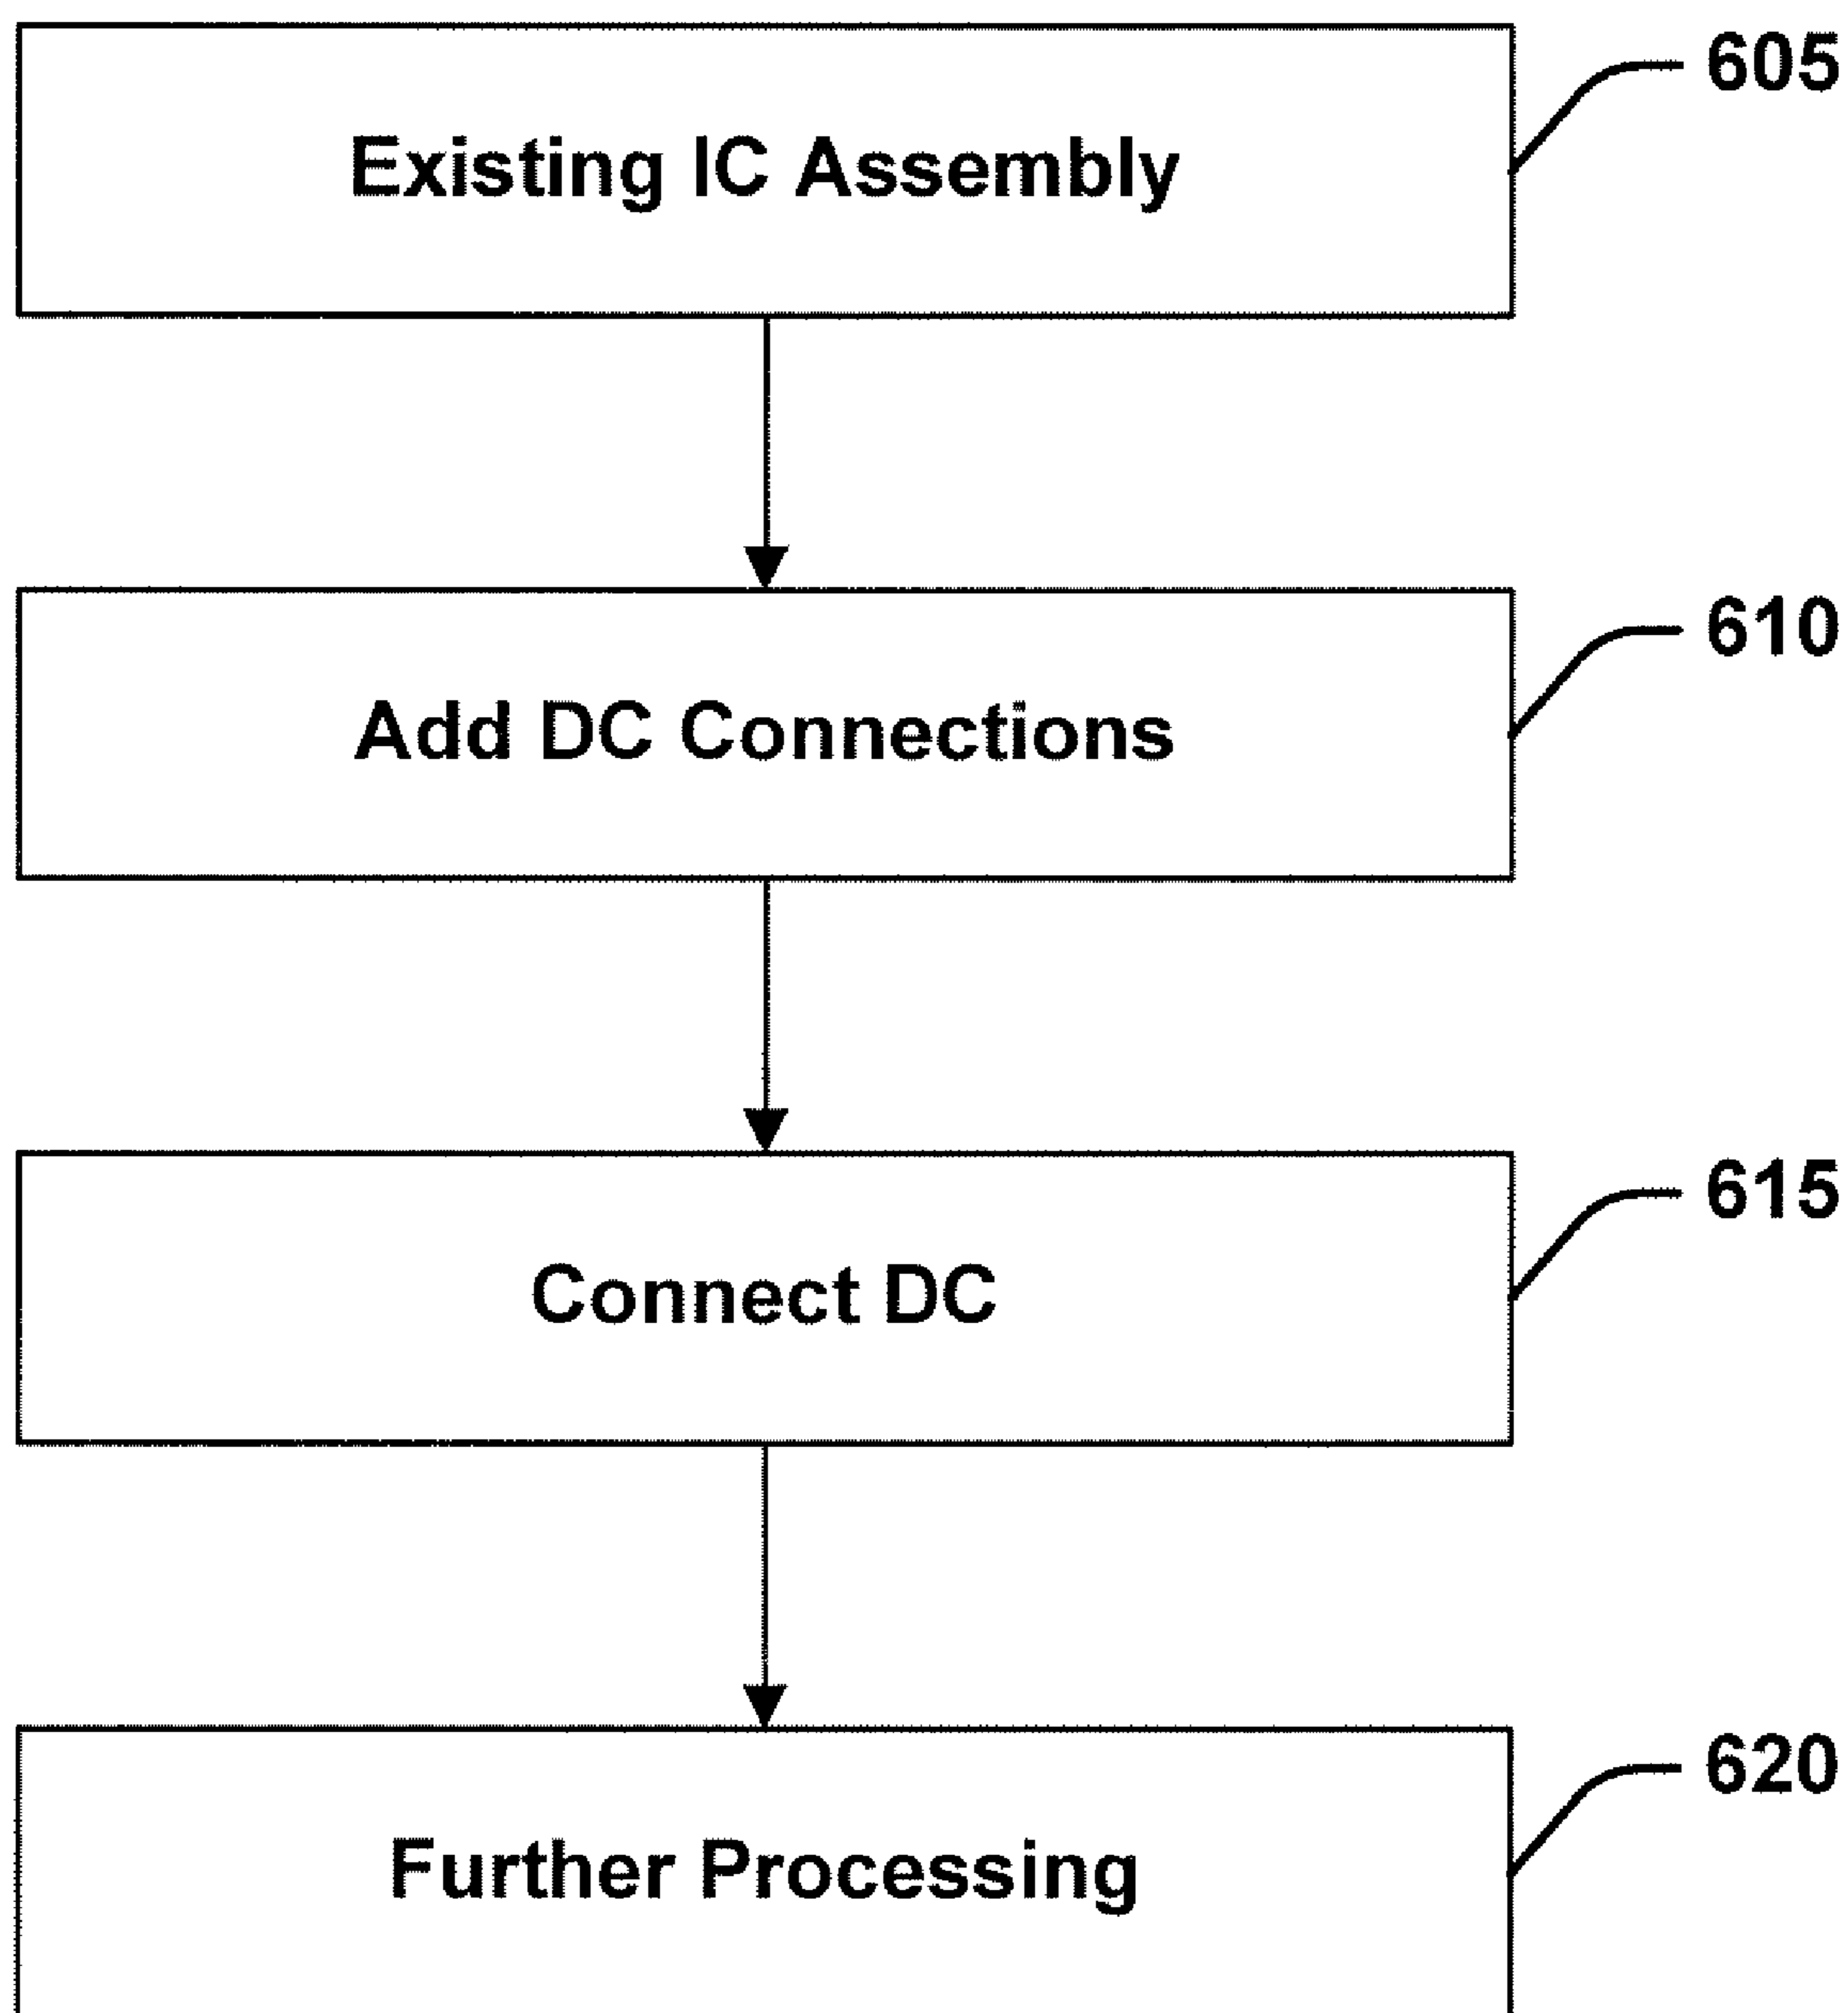 605
Existing IC Assembly
610
Add DC Connections
615
Connect DC
620
Further Processing